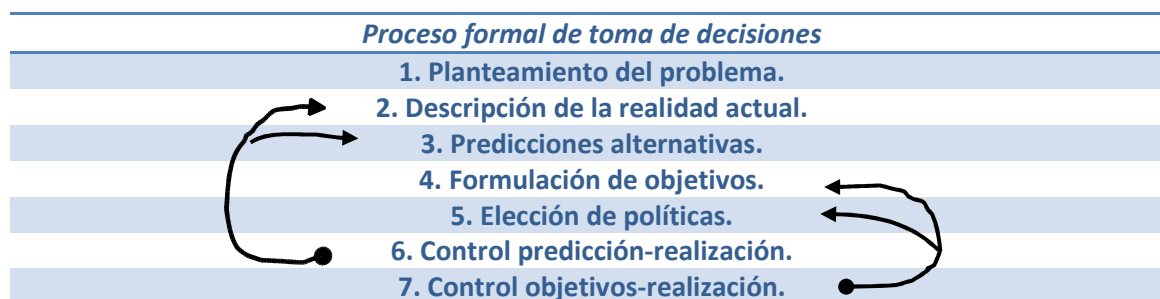 Proceso formal de toma de decisiones
1. Planteamiento del problema.
2. Descripción de la realidad actual.
3. Predicciones alternativas.
4. Formulación de objetivos.
5. Elección de políticas.
6. Control predicción-realización.
7. Control objetivos-realización.